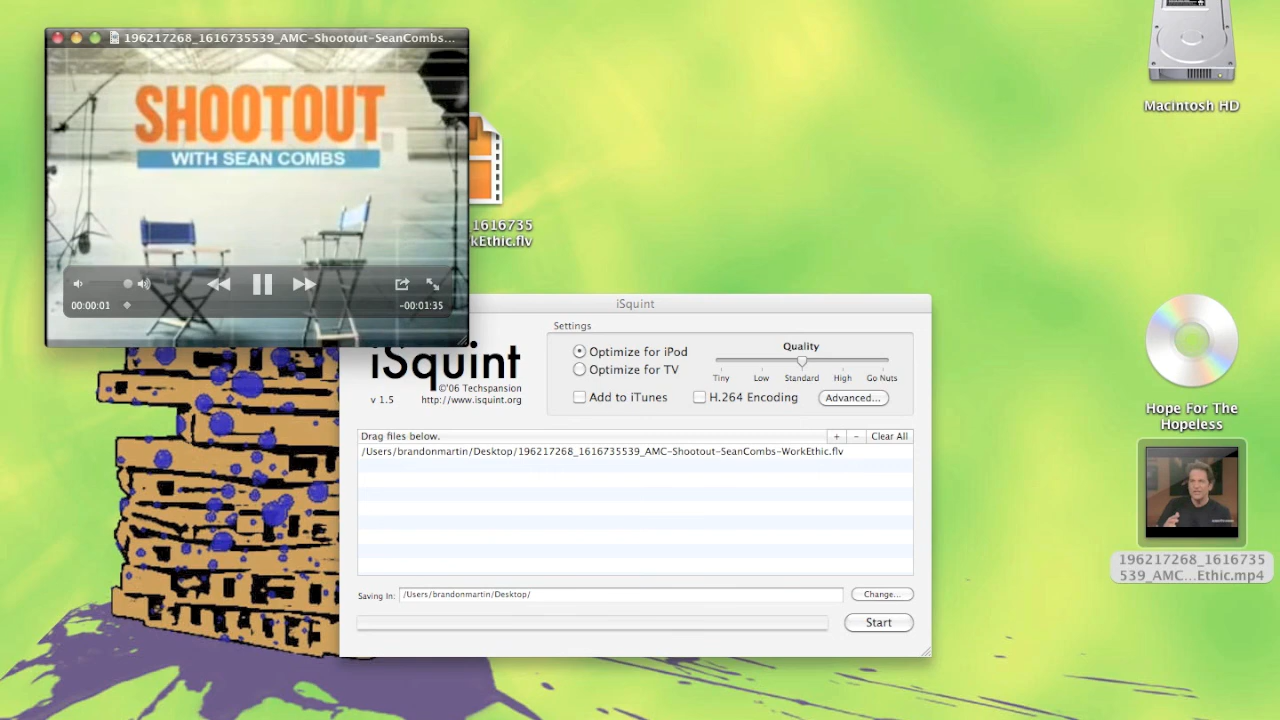 196217268_1616735539_AMC-Shootout-SeanCombs...
SHOOTOUT
WITH SEAN COMBS
00:00:01
-00:01:35
1616735
kEthic.flv
Macintosh HD
iSquint
iSquint
©'06 Techspansion
v 1.5
http://www.isquint.org
Settings
Optimize for iPod
Optimize for TV
Add to iTunes
H.264 Encoding
Quality
Tiny
Low
Standard
High
Go Nuts
Advanced...
Drag files below.
+
-
Clear All
/Users/brandonmartin/Desktop/196217268_1616735539_AMC-Shootout-SeanCombs-WorkEthic.flv
Saving In:
/Users/brandonmartin/Desktop/
Change...
Start
Hope For The
Hopeless
196217268_1616735
539_AMC...Ethic.mp4